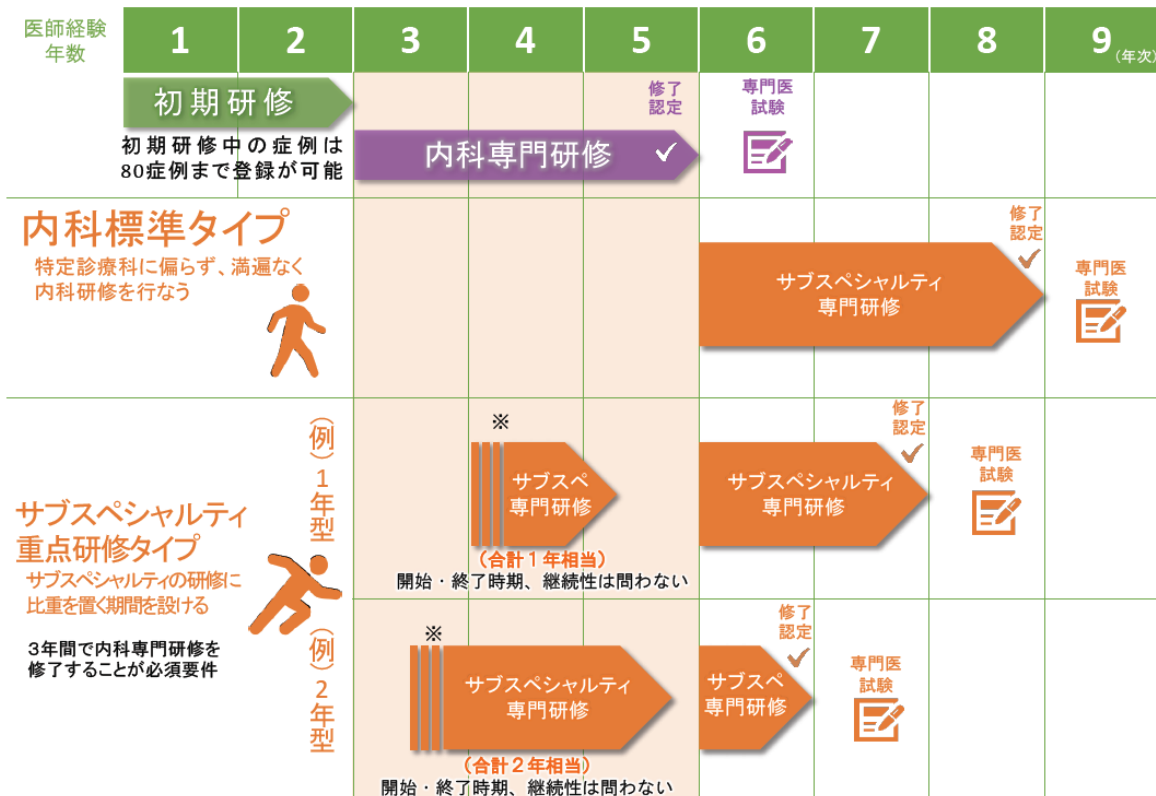 医師経験
年数
1 2 3 4 5 6 7 8 9 (年次)
初期研修
初期研修中の症例は
80症例まで登録が可能
内科専門研修
修了
認定
専門医
試験
内科標準タイプ
特定診療科に偏らず、満遍なく
内科研修を行なう
サブスペシャルティ
専門研修
修了
認定
専門医
試験
サブスペシャルティ
重点研修タイプ
サブスペシャルティの研修に
比重を置く期間を設ける
3年間で内科専門研修を
修了することが必須要件
(例)1年型
※
サブスペ
専門研修
(合計1年相当)
開始・終了時期、継続性は問わない
サブスペシャルティ
専門研修
修了
認定
専門医
試験
(例)2年型
※
サブスペシャルティ
専門研修
(合計2年相当)
開始・終了時期、継続性は問わない
サブスペ
専門研修
修了
認定
専門医
試験